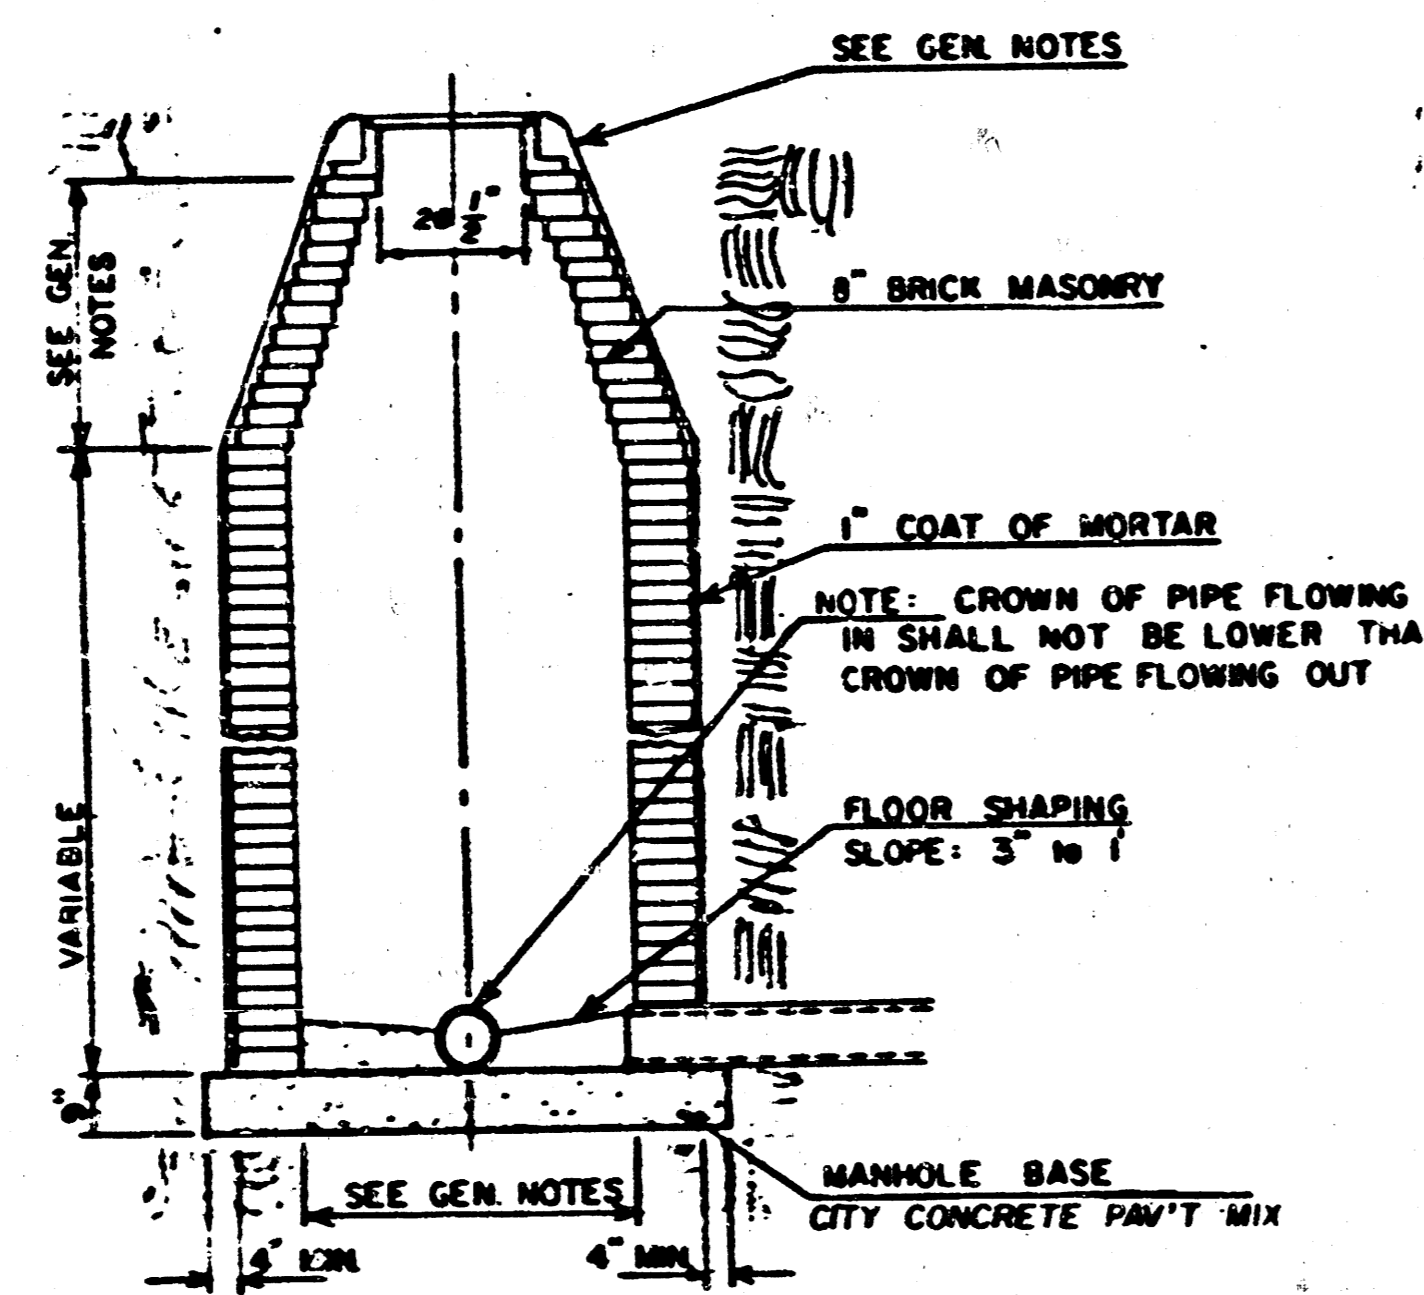 SEE GEN. NOTES
1"
2
8" BRICK MASONRY
SEE GEN.
NOTES
1" COAT OF MORTAR
NOTE: CROWN OF PIPE FLOWING
IN SHALL NOT BE LOWER THA
CROWN OF PIPE FLOWING OUT
FLOOR SHAPING
SLOPE: 3" to 1'
VARIABLE
9"
SEE GEN. NOTES
MANHOLE BASE
CITY CONCRETE PAV'T MIX
4" MIN.
4" MIN.